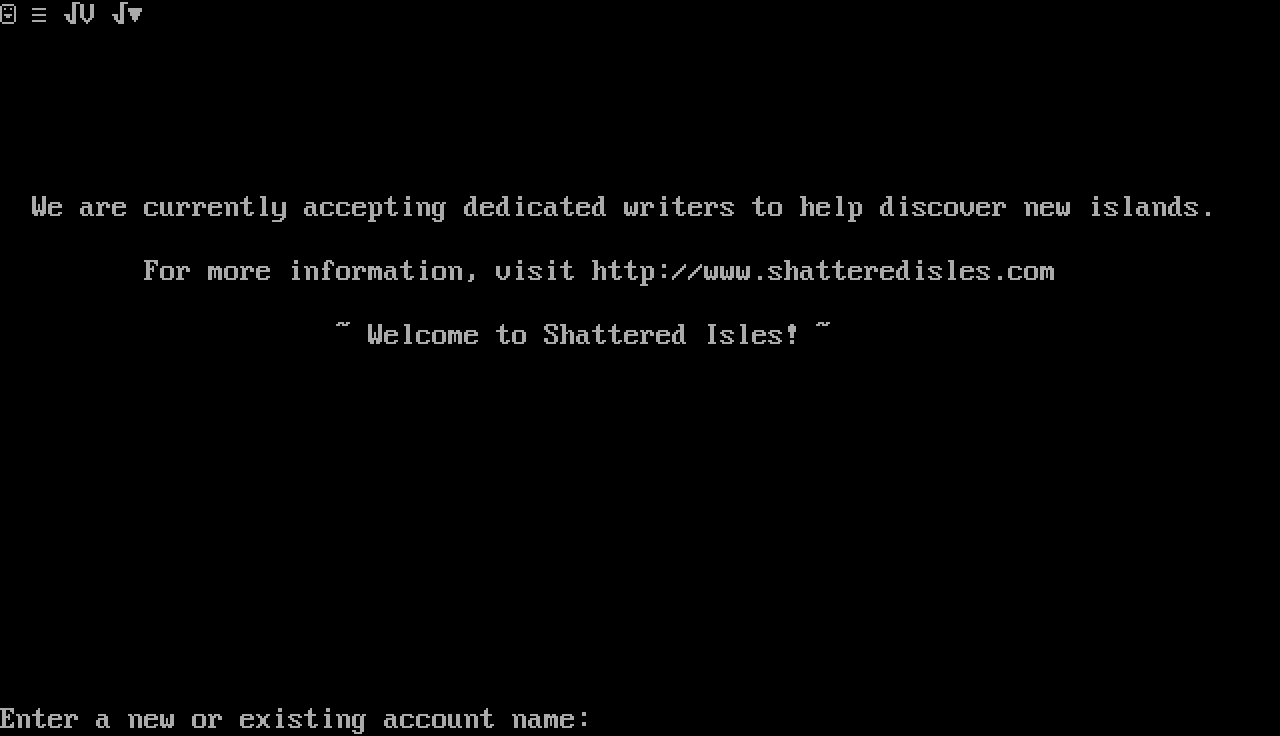 ☺ ≡ √V √▼
We are currently accepting dedicated writers to help discover new islands.
For more information, visit http://www.shatteredisles.com
~ Welcome to Shattered Isles! ~
Enter a new or existing account name: